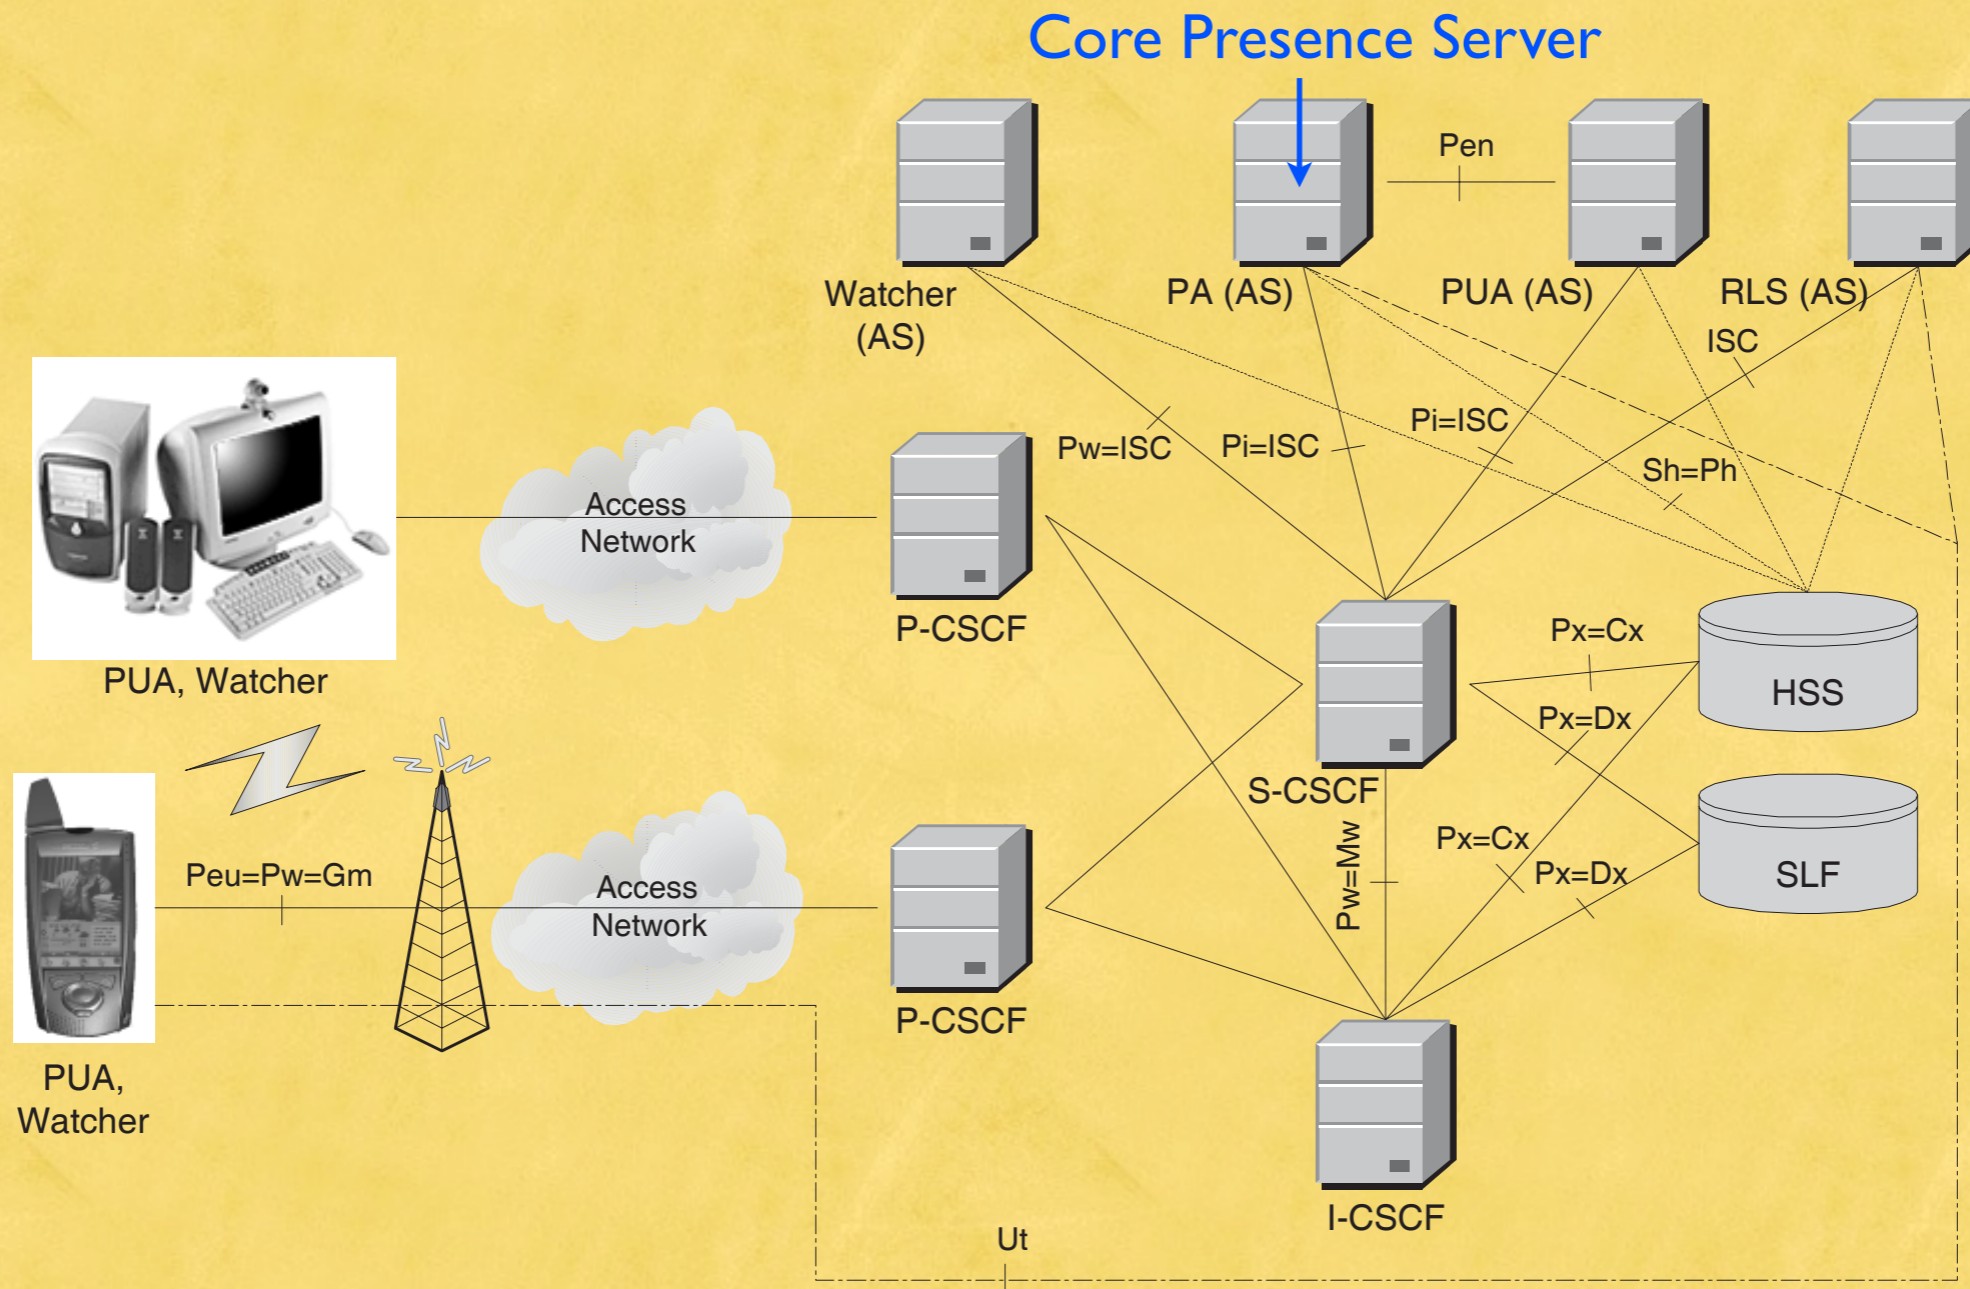 Core Presence Server
Pen
Watcher
(AS)
PA (AS)
PUA (AS)
RLS (AS)
ISC
Pw=ISC
Pi=ISC
Pi=ISC
Sh=Ph
Access
Network
P-CSCF
PUA, Watcher
Px=Cx
HSS
Px=Dx
S-CSCF
Pw=Mw
Px=Cx
Px=Dx
SLF
Peu=Pw=Gm
Access
Network
P-CSCF
PUA,
Watcher
I-CSCF
Ut